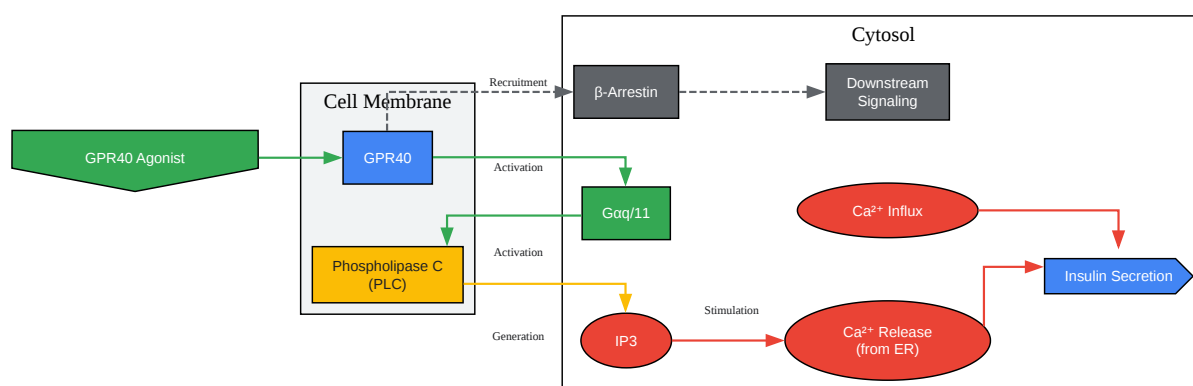 Cytosol
Recruitment
β-Arrestin
Downstream
Signaling
Cell Membrane
GPR40 Agonist
GPR40
Activation
Gαq/11
Ca²⁺ Influx
Activation
Phospholipase C
(PLC)
Insulin Secretion
Generation
IP3
Stimulation
Ca²⁺ Release
(from ER)